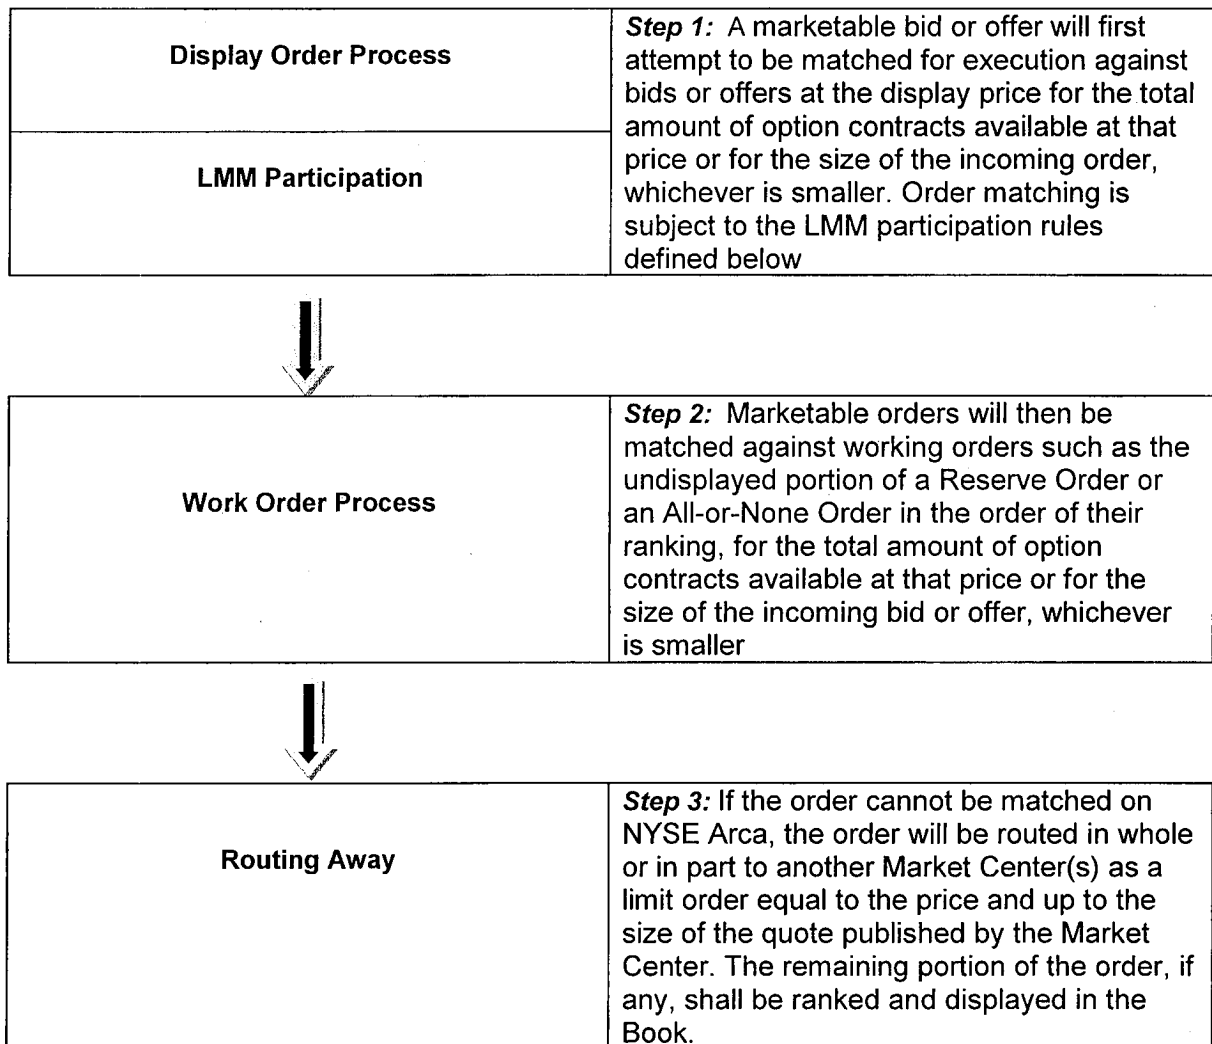 Display Order Process
LMM Participation
Step 1: A marketable bid or offer will first
attempt to be matched for execution against
bids or offers at the display price for the total
amount of option contracts available at that
price or for the size of the incoming order,
whichever is smaller. Order matching is
subject to the LMM participation rules
defined below
Work Order Process
Step 2: Marketable orders will then be
matched against working orders such as the
undisplayed portion of a Reserve Order or
an All-or-None Order in the order of their
ranking, for the total amount of option
contracts available at that price or for the
size of the incoming bid or offer, whichever
is smaller
Routing Away
Step 3: If the order cannot be matched on
NYSE Arca, the order will be routed in whole
or in part to another Market Center(s) as a
limit order equal to the price and up to the
size of the quote published by the Market
Center. The remaining portion of the order, if
any, shall be ranked and displayed in the
Book.